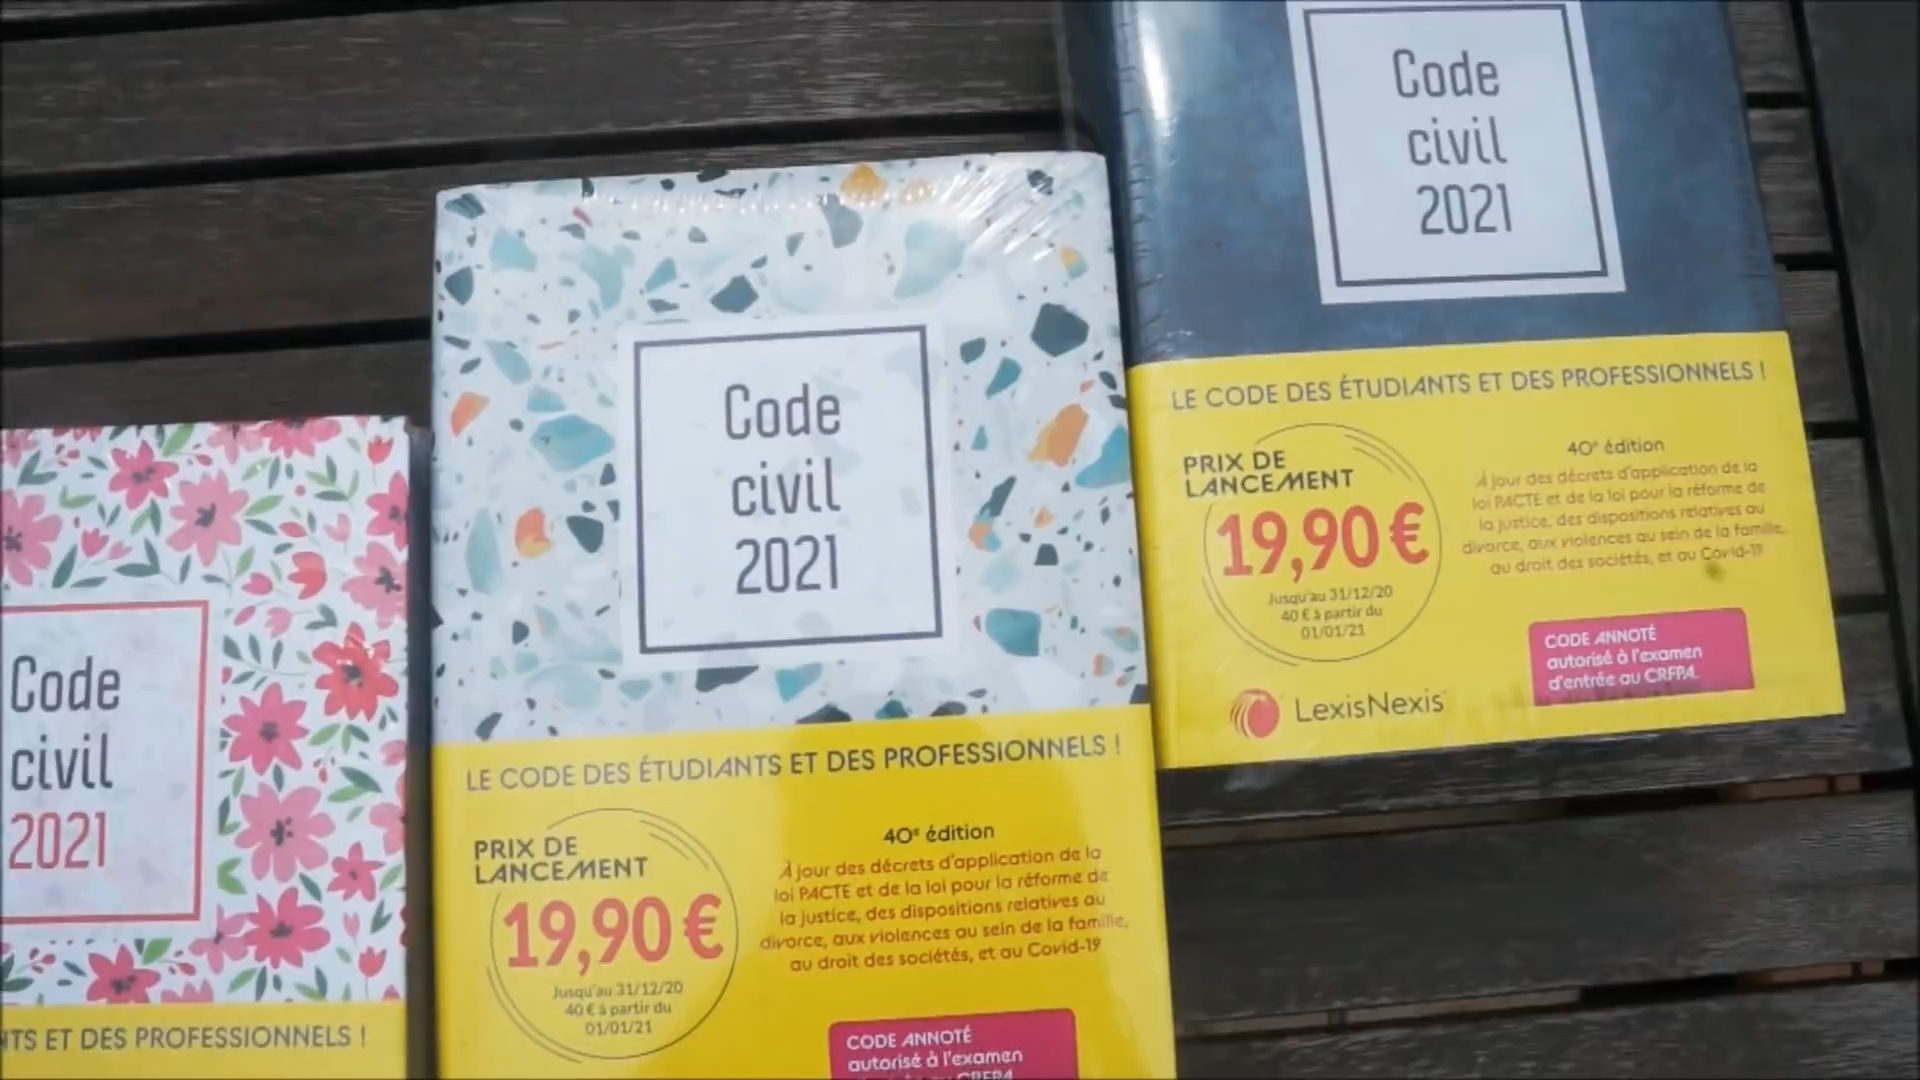 Code
civil
2021
NTS ET DES PROFESSIONNELS !
Code
civil
2021
LE CODE DES ÉTUDIANTS ET DES PROFESSIONNELS !
PRIX DE
LANCEMENT
19,90 €
Jusqu'au 31/12/20
40 € à partir du
01/01/21
40e édition
À jour des décrets d'application de la
loi PACTE et de la loi pour la réforme de
la justice, des dispositions relatives au
divorce, aux violences au sein de la famille,
au droit des sociétés, et au Covid-19
CODE ANNOTÉ
autorisé à l'examen
CRFPA
Code
civil
2021
LE CODE DES ÉTUDIANTS ET DES PROFESSIONNELS !
PRIX DE
LANCEMENT
19,90 €
Jusqu'au 31/12/20
40 € à partir du
01/01/21
40e édition
À jour des décrets d'application de la
loi PACTE et de la loi pour la réforme de
la justice, des dispositions relatives au
divorce, aux violences au sein de la famille,
au droit des sociétés, et au Covid-19
CODE ANNOTÉ
autorisé à l'examen
d'entrée au CRFPA.
LexisNexis